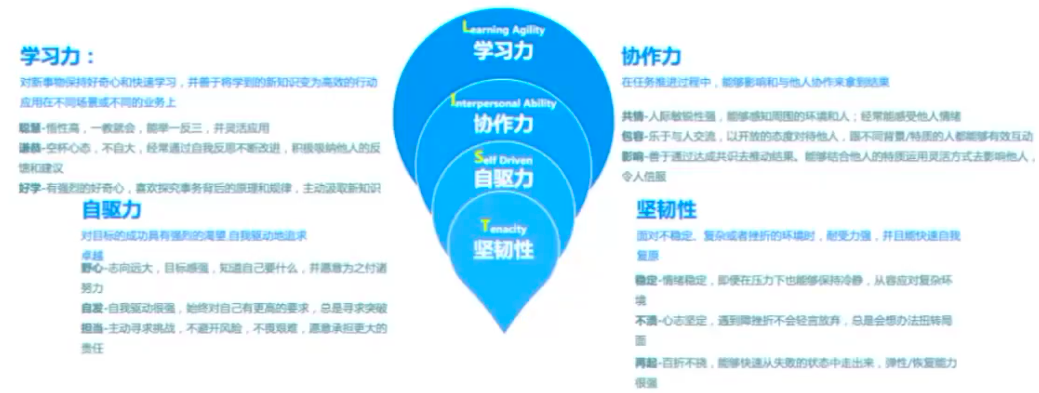 学习力：
对新事物保持好奇心和快速学习，并善于将学到的新知识变为高效的行动
应用在不同场景或不同的业务上
聪慧-悟性高，一教就会，能举一反三，并灵活应用
谦恭-空杯心态，不自大，经常通过自我反思不断改进，积极吸纳他人的反
馈和建议
好学-有强烈的好奇心，喜欢探究事务背后的原理和规律，主动汲取新知识
自驱力
对目标的成功具有强烈的渴望,自我驱动地追求
卓越
野心-志向远大，目标感强，知道自己要什么，并愿意为之付诸
努力
自发-自我驱动很强，始终对自己有更高的要求，总是寻求突破
担当-主动寻求挑战，不避开风险，不畏艰难，愿意承担更大的
责任
Learning Agility
学习力
Interpersonal Ability
协作力
Self Driven
自驱力
Tenacity
坚韧性
协作力
在任务推进过程中，能够影响和与他人协作来拿到结果
共情-人际敏锐性强，能够感知周围的环境和人；经常能感受他人情绪
包容-乐于与人交流，以开放的态度对待他人，跟不同背景/特质的人都能够有效互动
影响-善于通过达成共识去推动结果。能够结合他人的特质运用灵活方式去影响他人，
令人信服
坚韧性
面对不稳定、复杂或者挫折的环境时，耐受力强，并且能快速自我
复原
稳定-情绪稳定，即便在压力下也能够保持冷静，从容应对复杂环
境
不溃-心志坚定，遇到障挫折不会轻言放弃，总是会想办法扭转局
面
再起-百折不挠，能够快速从失败的状态中走出来，弹性/恢复能力
很强